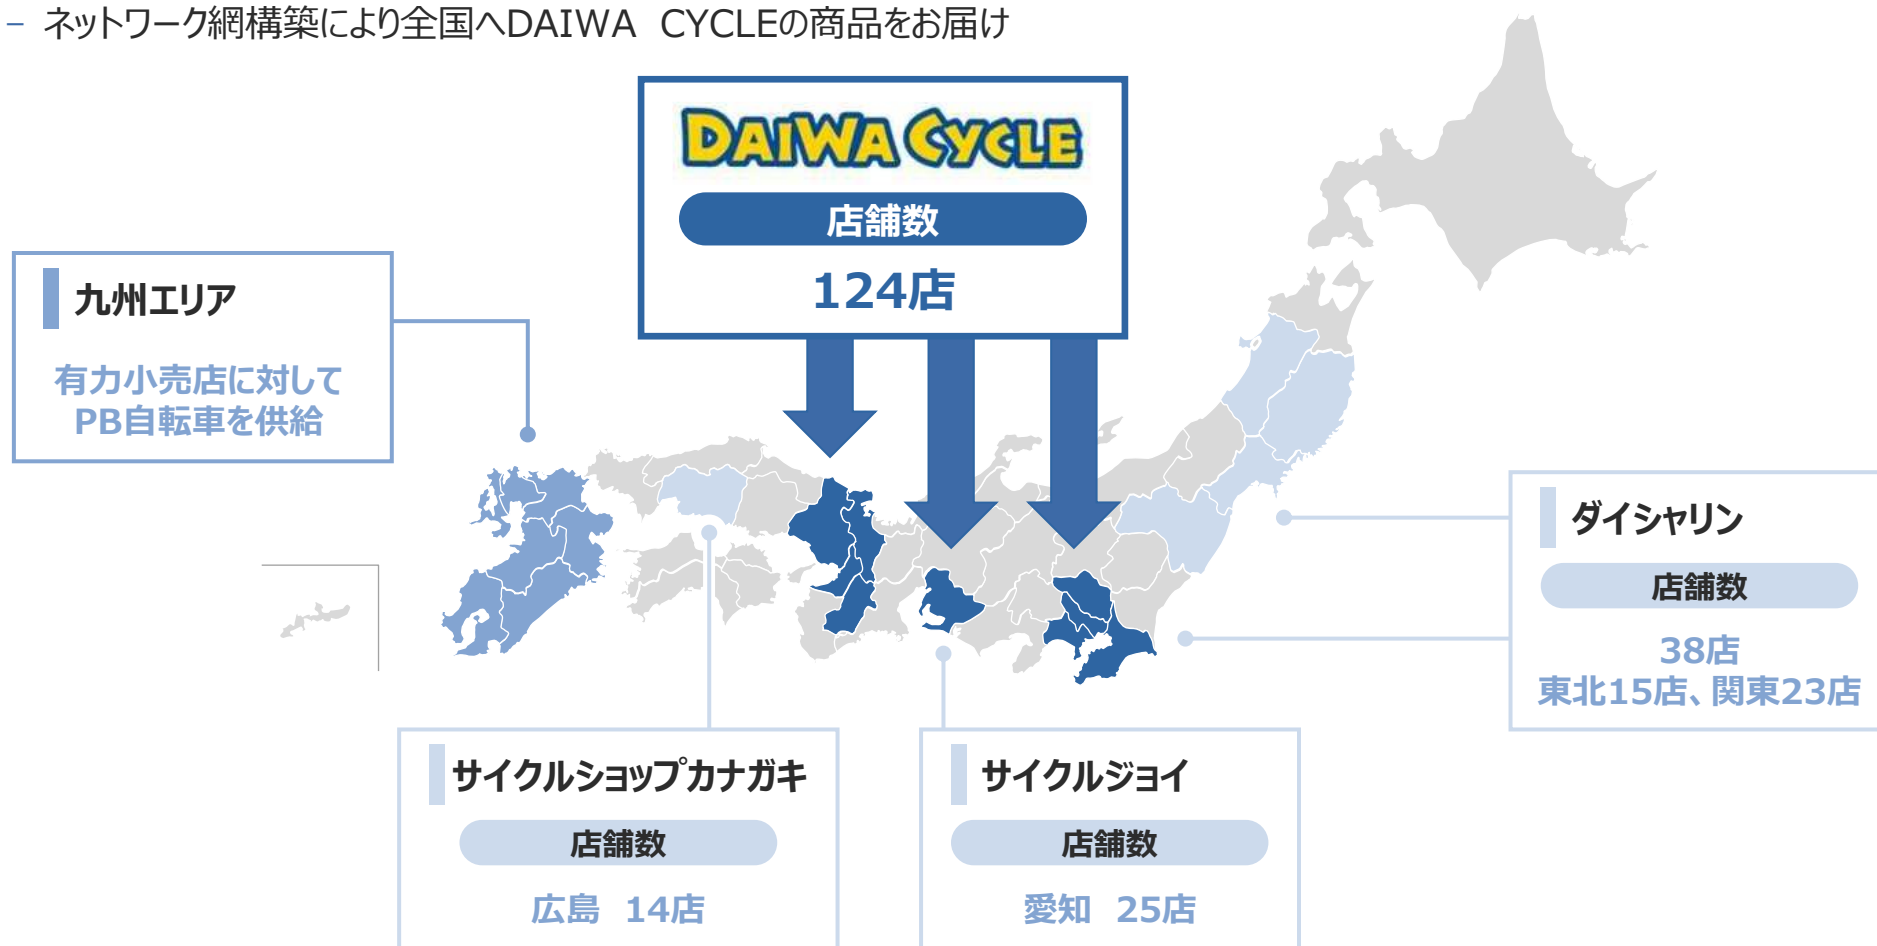 – ネットワーク網構築により全国へDAIWA　CYCLEの商品をお届け
DAIWA CYCLE
店舗数
124店
九州エリア
有力小売店に対して
PB自転車を供給
ダイシャリン
店舗数
38店
東北15店、関東23店
サイクルショップカナガキ
店舗数
広島　14店
サイクルジョイ
店舗数
愛知　25店